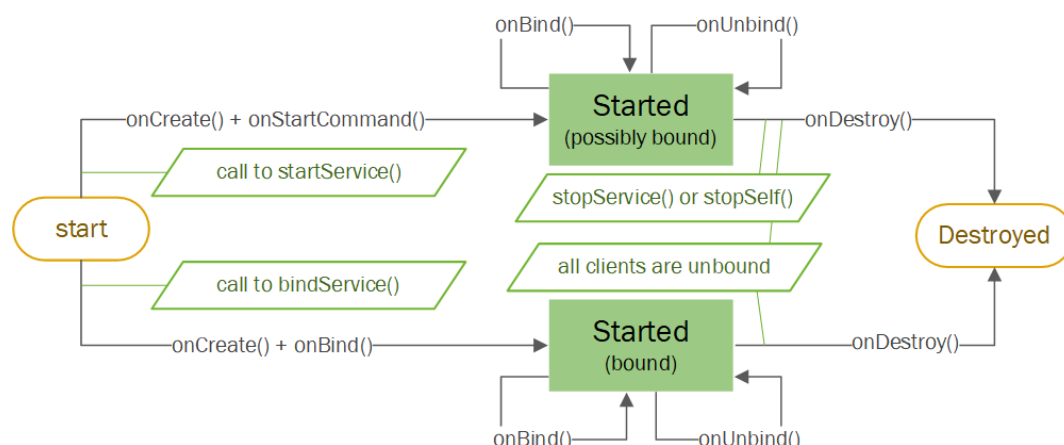 onBind()
onUnbind()
Started
(possibly bound)
onCreate() + onStartCommand()
onDestroy()
call to startService()
stopService() or stopSelf()
start
Destroyed
all clients are unbound
call to bindService()
Started
(bound)
onCreate() + onBind()
onDestroy()
onBind()
onUnbind()